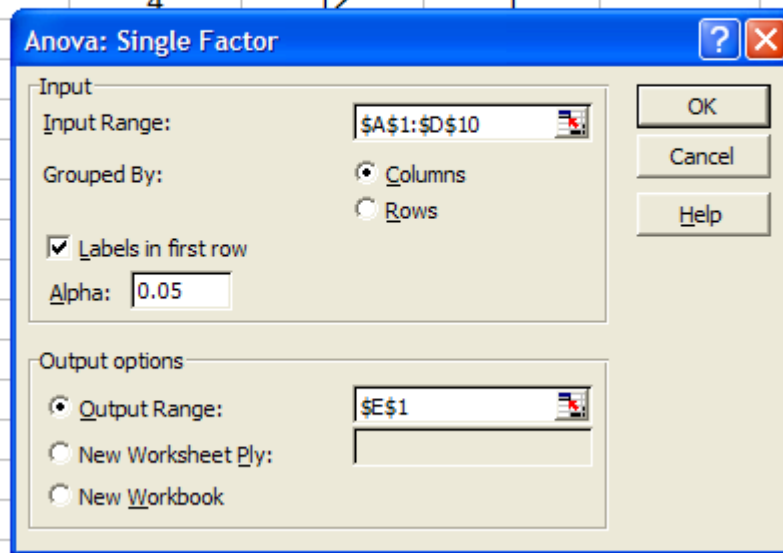 Anova: Single Factor
Input
Input Range: $A$1:$D$10
Grouped By: Columns
Rows
Labels in first row
Alpha: 0.05
OK
Cancel
Help
Output options
Output Range: $E$1
New Worksheet Ply:
New Workbook